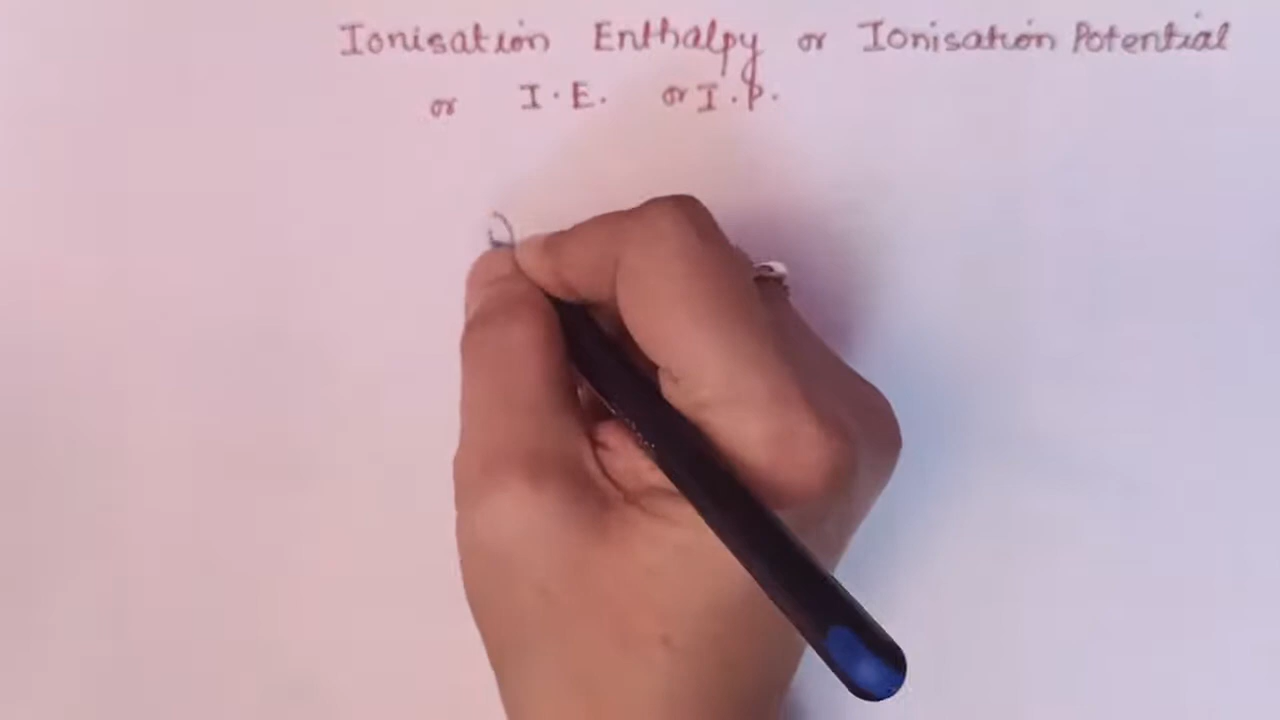 Ionisation Enthalpy or Ionisation Potential
or I.E. or I.P.